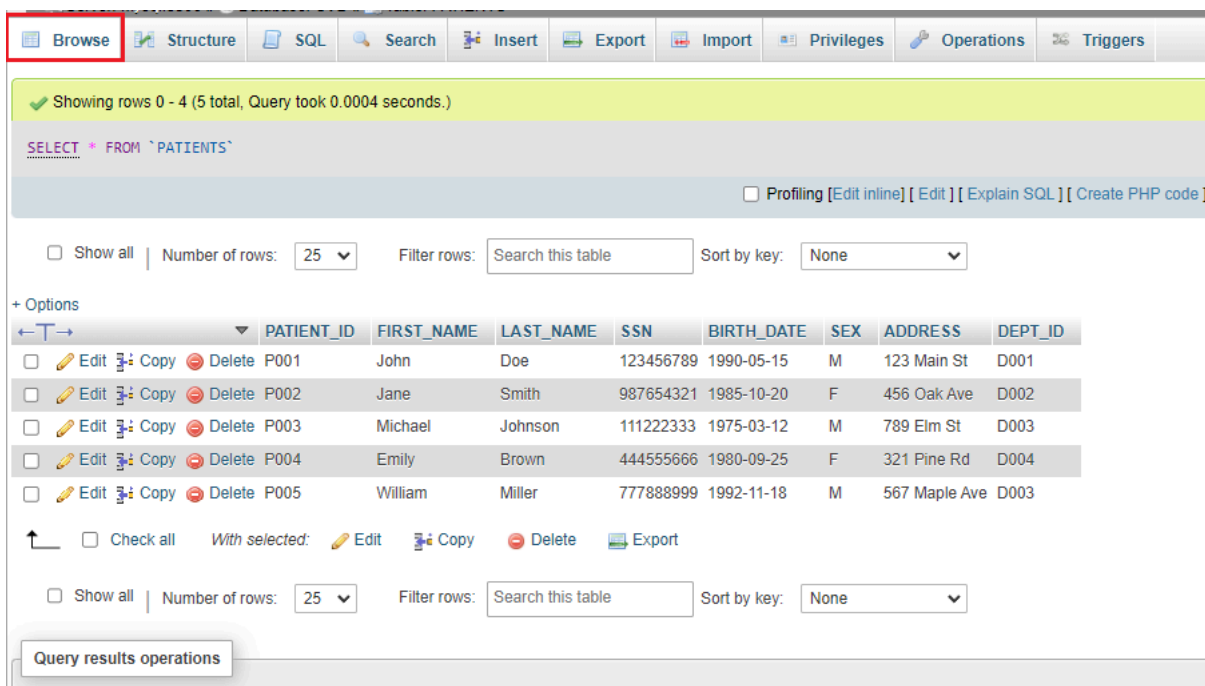 Browse Structure SQL Search Insert Export Import Privileges Operations Triggers
Showing rows 0 - 4 (5 total, Query took 0.0004 seconds.)
SELECT * FROM `PATIENTS`
Profiling [Edit inline] [ Edit ] [ Explain SQL ] [ Create PHP code ]
Show all | Number of rows: 25 Filter rows: Search this table Sort by key: None
+ Options
←T→ PATIENT_ID FIRST_NAME LAST_NAME SSN BIRTH_DATE SEX ADDRESS DEPT_ID
Edit Copy Delete P001 John Doe 123456789 1990-05-15 M 123 Main St D001
Edit Copy Delete P002 Jane Smith 987654321 1985-10-20 F 456 Oak Ave D002
Edit Copy Delete P003 Michael Johnson 111222333 1975-03-12 M 789 Elm St D003
Edit Copy Delete P004 Emily Brown 444555666 1980-09-25 F 321 Pine Rd D004
Edit Copy Delete P005 William Miller 777888999 1992-11-18 M 567 Maple Ave D003
Check all With selected: Edit Copy Delete Export
Show all | Number of rows: 25 Filter rows: Search this table Sort by key: None
Query results operations